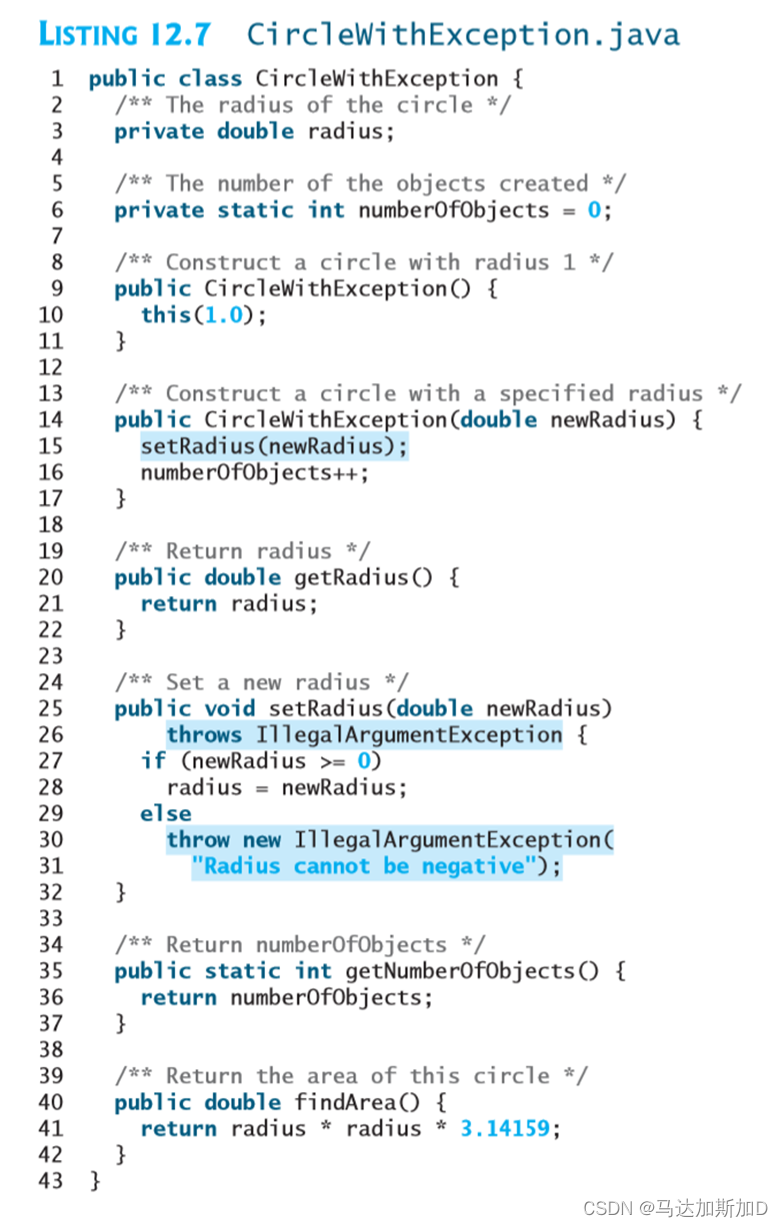 LISTING 12.7 CircleWithException.java
1 public class CircleWithException {
2   /** The radius of the circle */
3   private double radius;
4
5   /** The number of the objects created */
6   private static int numberOfObjects = 0;
7
8   /** Construct a circle with radius 1 */
9   public CircleWithException() {
10     this(1.0);
11   }
12
13   /** Construct a circle with a specified radius */
14   public CircleWithException(double newRadius) {
15     setRadius(newRadius);
16     numberOfObjects++;
17   }
18
19   /** Return radius */
20   public double getRadius() {
21     return radius;
22   }
23
24   /** Set a new radius */
25   public void setRadius(double newRadius)
26       throws IllegalArgumentException {
27     if (newRadius >= 0)
28       radius = newRadius;
29     else
30       throw new IllegalArgumentException(
31         "Radius cannot be negative");
32   }
33
34   /** Return numberOfObjects */
35   public static int getNumberOfObjects() {
36     return numberOfObjects;
37   }
38
39   /** Return the area of this circle */
40   public double findArea() {
41     return radius * radius * 3.14159;
42   }
43 }
CSDN @马达加斯加D